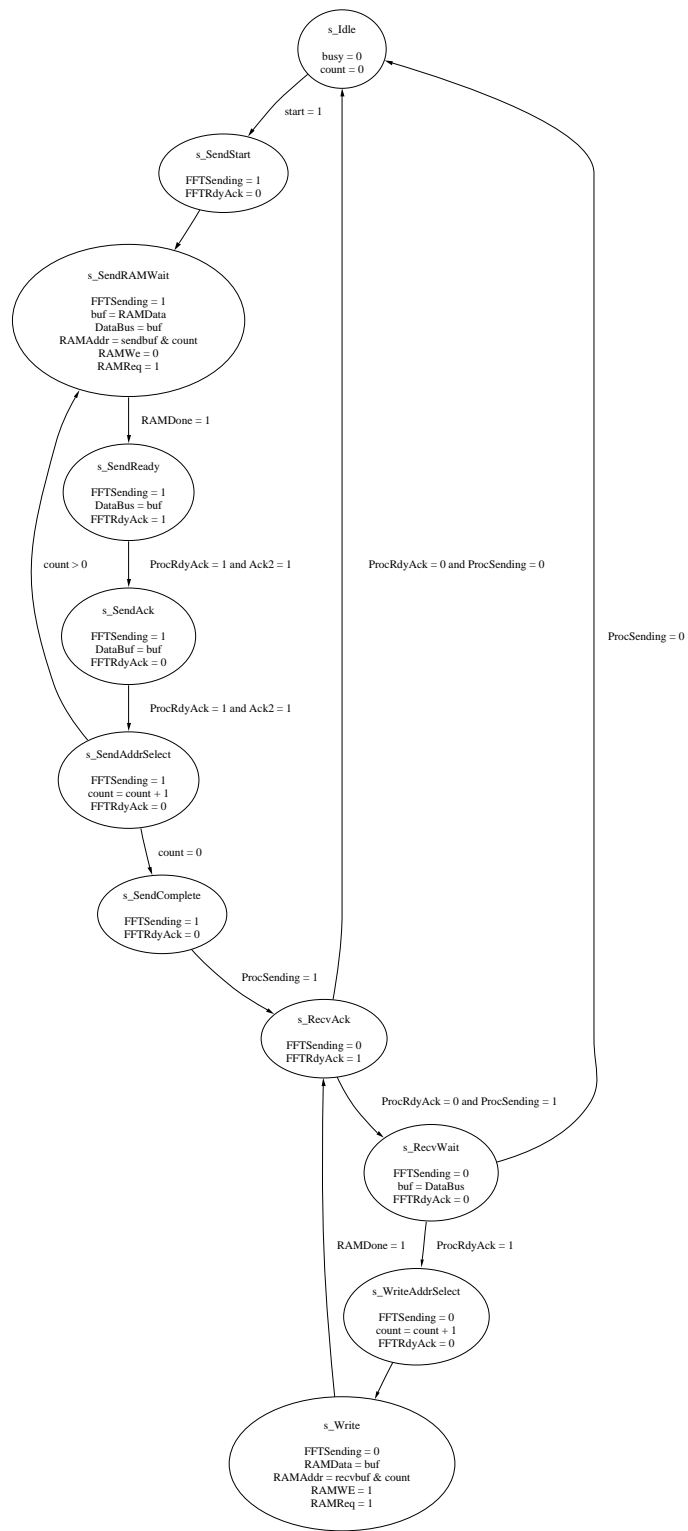 s_Idle
busy = 0
count = 0
start = 1
s_SendStart
FFTSending = 1
FFTRdyAck = 0
s_SendRAMWait
FFTSending = 1
buf = RAMData
DataBus = buf
RAMAddr = sendbuf & count
RAMWe = 0
RAMReq = 1
RAMDone = 1
s_SendReady
FFTSending = 1
DataBus = buf
FFTRdyAck = 1
count > 0
ProcRdyAck = 1 and Ack2 = 1
ProcRdyAck = 0 and ProcSending = 0
s_SendAck
FFTSending = 1
DataBuf = buf
FFTRdyAck = 0
ProcSending = 0
ProcRdyAck = 1 and Ack2 = 1
s_SendAddrSelect
FFTSending = 1
count = count + 1
FFTRdyAck = 0
count = 0
s_SendComplete
FFTSending = 1
FFTRdyAck = 0
ProcSending = 1
s_RecvAck
FFTSending = 0
FFTRdyAck = 1
ProcRdyAck = 0 and ProcSending = 1
s_RecvWait
FFTSending = 0
buf = DataBus
FFTRdyAck = 0
RAMDone = 1
ProcRdyAck = 1
s_WriteAddrSelect
FFTSending = 0
count = count + 1
FFTRdyAck = 0
s_Write
FFTSending = 0
RAMData = buf
RAMAddr = recvbuf & count
RAMWE = 1
RAMReq = 1